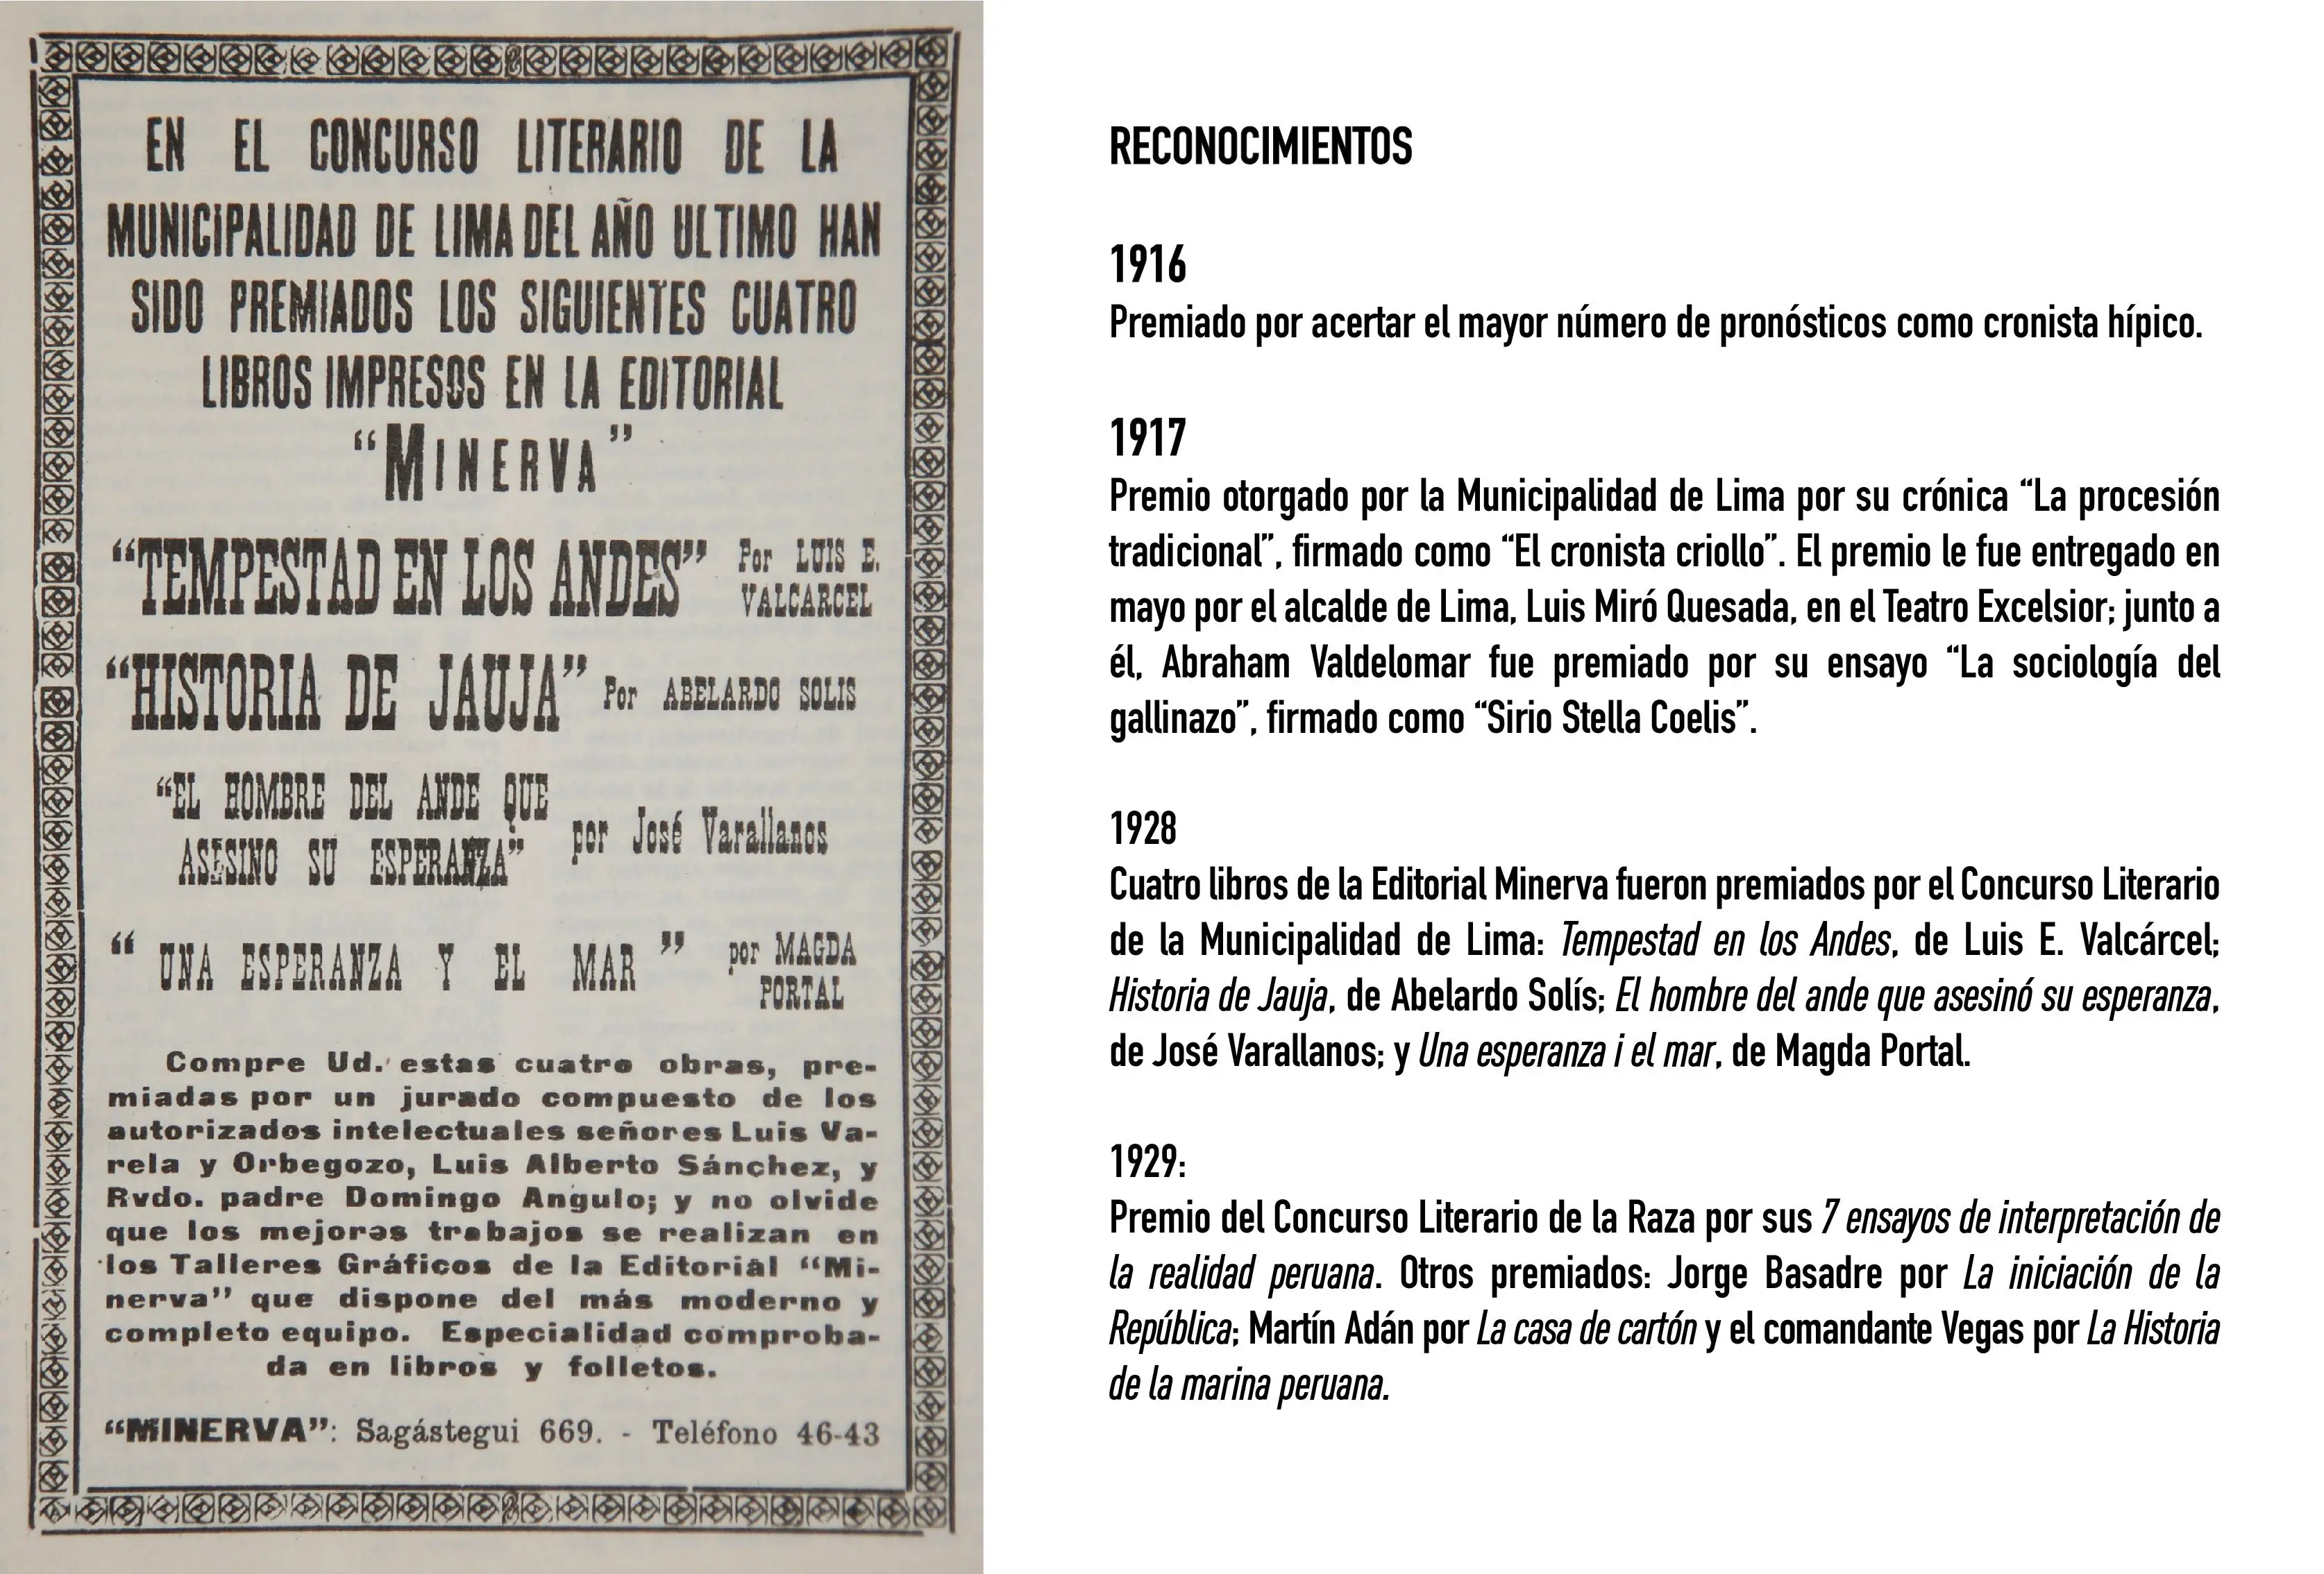 EN EL CONCURSO LITERARIO DE LA
MUNICIPALIDAD DE LIMA DEL AÑO ULTIMO HAN
SIDO PREMIADOS LOS SIGUIENTES CUATRO
LIBROS IMPRESOS EN LA EDITORIAL
“MINERVA”
“TEMPESTAD EN LOS ANDES” Por LUIS E.
VALCARCEL
“HISTORIA DE JAUJA” Por ABELARDO SOLIS
“EL HOMBRE DEL ANDE QUE
ASESINO SU ESPERANZA” por José Varallanos
“ UNA ESPERANZA Y EL MAR ” por MAGDA
PORTAL
Compre Ud. estas cuatro obras, pre-
miadas por un jurado compuesto de los
autorizados intelectuales señores Luis Va-
rela y Orbegozo, Luis Alberto Sánchez, y
Rvdo. padre Domingo Angulo; y no olvide
que los mejores trabajos se realizan en
los Talleres Gráficos de la Editorial “Mi-
nerva” que dispone del más moderno y
completo equipo. Especialidad comproba-
da en libros y folletos.
“MINERVA”: Sagástegui 669. - Teléfono 46-43
RECONOCIMIENTOS
1916
Premiado por acertar el mayor número de pronósticos como cronista hípico.
1917
Premio otorgado por la Municipalidad de Lima por su crónica “La procesión
tradicional”, firmado como “El cronista criollo”. El premio le fue entregado en
mayo por el alcalde de Lima, Luis Miró Quesada, en el Teatro Excelsior; junto a
él, Abraham Valdelomar fue premiado por su ensayo “La sociología del
gallinazo”, firmado como “Sirio Stella Coelis”.
1928
Cuatro libros de la Editorial Minerva fueron premiados por el Concurso Literario
de la Municipalidad de Lima: Tempestad en los Andes, de Luis E. Valcárcel;
Historia de Jauja, de Abelardo Solís; El hombre del ande que asesinó su esperanza,
de José Varallanos; y Una esperanza i el mar, de Magda Portal.
1929:
Premio del Concurso Literario de la Raza por sus 7 ensayos de interpretación de
la realidad peruana. Otros premiados: Jorge Basadre por La iniciación de la
República; Martín Adán por La casa de cartón y el comandante Vegas por La Historia
de la marina peruana.